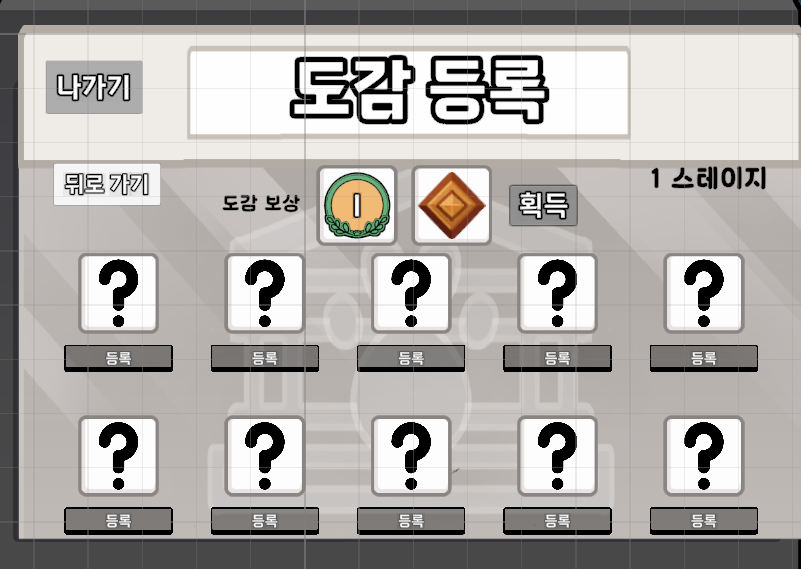 나가기
도감 등록
뒤로 가기
도감 보상
I
획득
1 스테이지
? ? ? ? ?
등록 등록 등록 등록 등록
? ? ? ? ?
등록 등록 등록 등록 등록